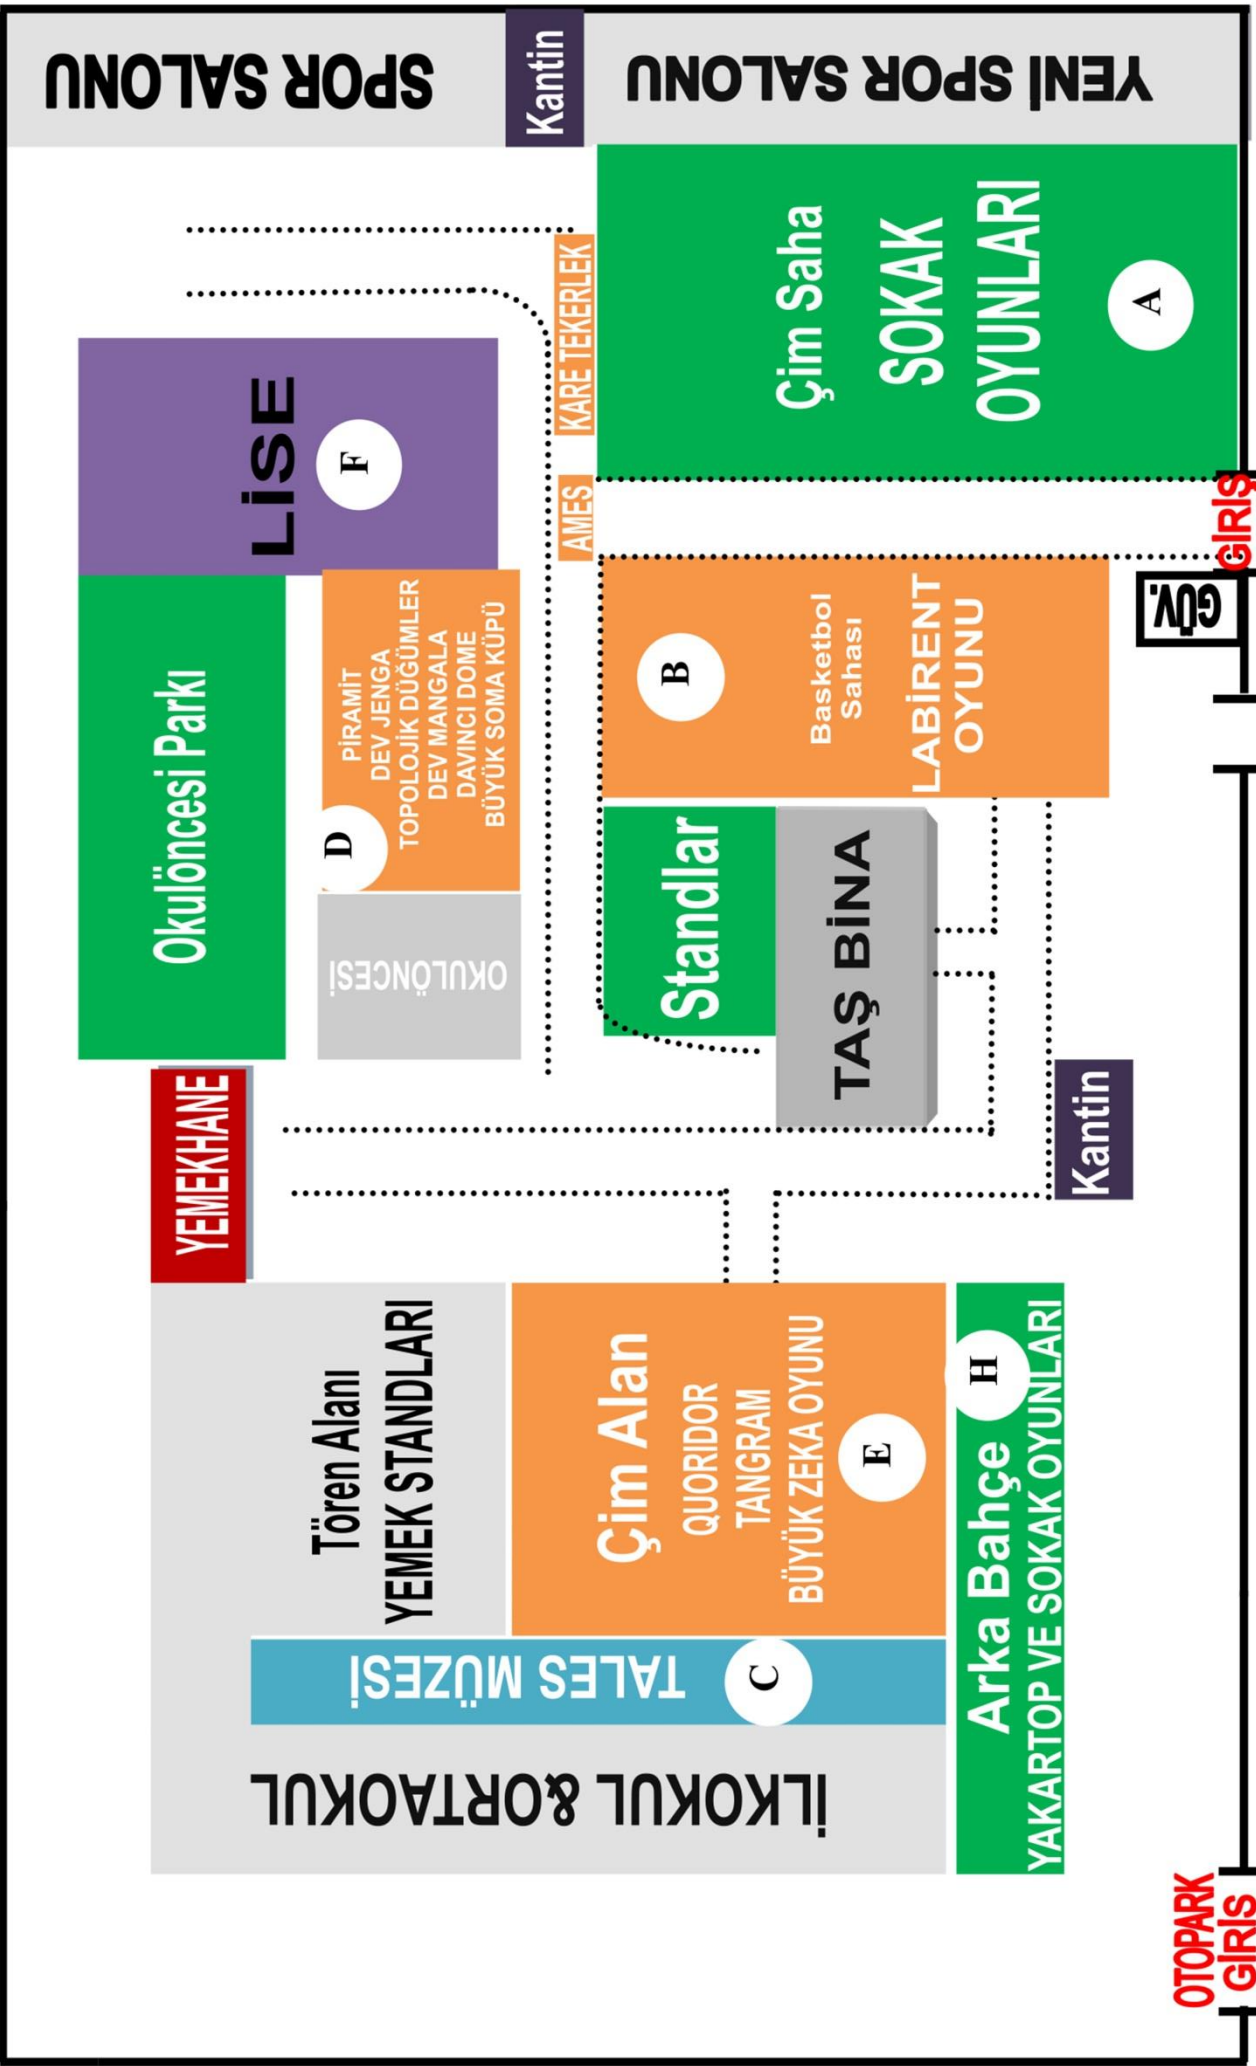 SPOR SALONU
Kantin
YENİ SPOR SALONU
Çim Saha
SOKAK
OYUNLARI
A
KARE TEKERLEK
AMES
LİSE
F
GİRİŞ
GÜV.
Okulöncesi Parkı
PİRAMİT
DEV JENGA
TOPOLOJİK DÜĞÜMLER
DEV MANGALA
DAVINCI DOME
BÜYÜK SOMA KÜPÜ
D
OKULÖNCESİ
B
Basketbol
Sahası
LABİRENT
OYUNU
Standlar
TAŞ BİNA
YEMEKHANE
Kantin
Tören Alanı
YEMEK STANDLARI
Çim Alan
QUORIDOR
TANGRAM
BÜYÜK ZEKA OYUNU
E
Arka Bahçe
H
YAKARTOP VE SOKAK OYUNLARI
TALES MÜZESİ
C
İLKOKUL &ORTAOKUL
OTOPARK
GİRİŞ